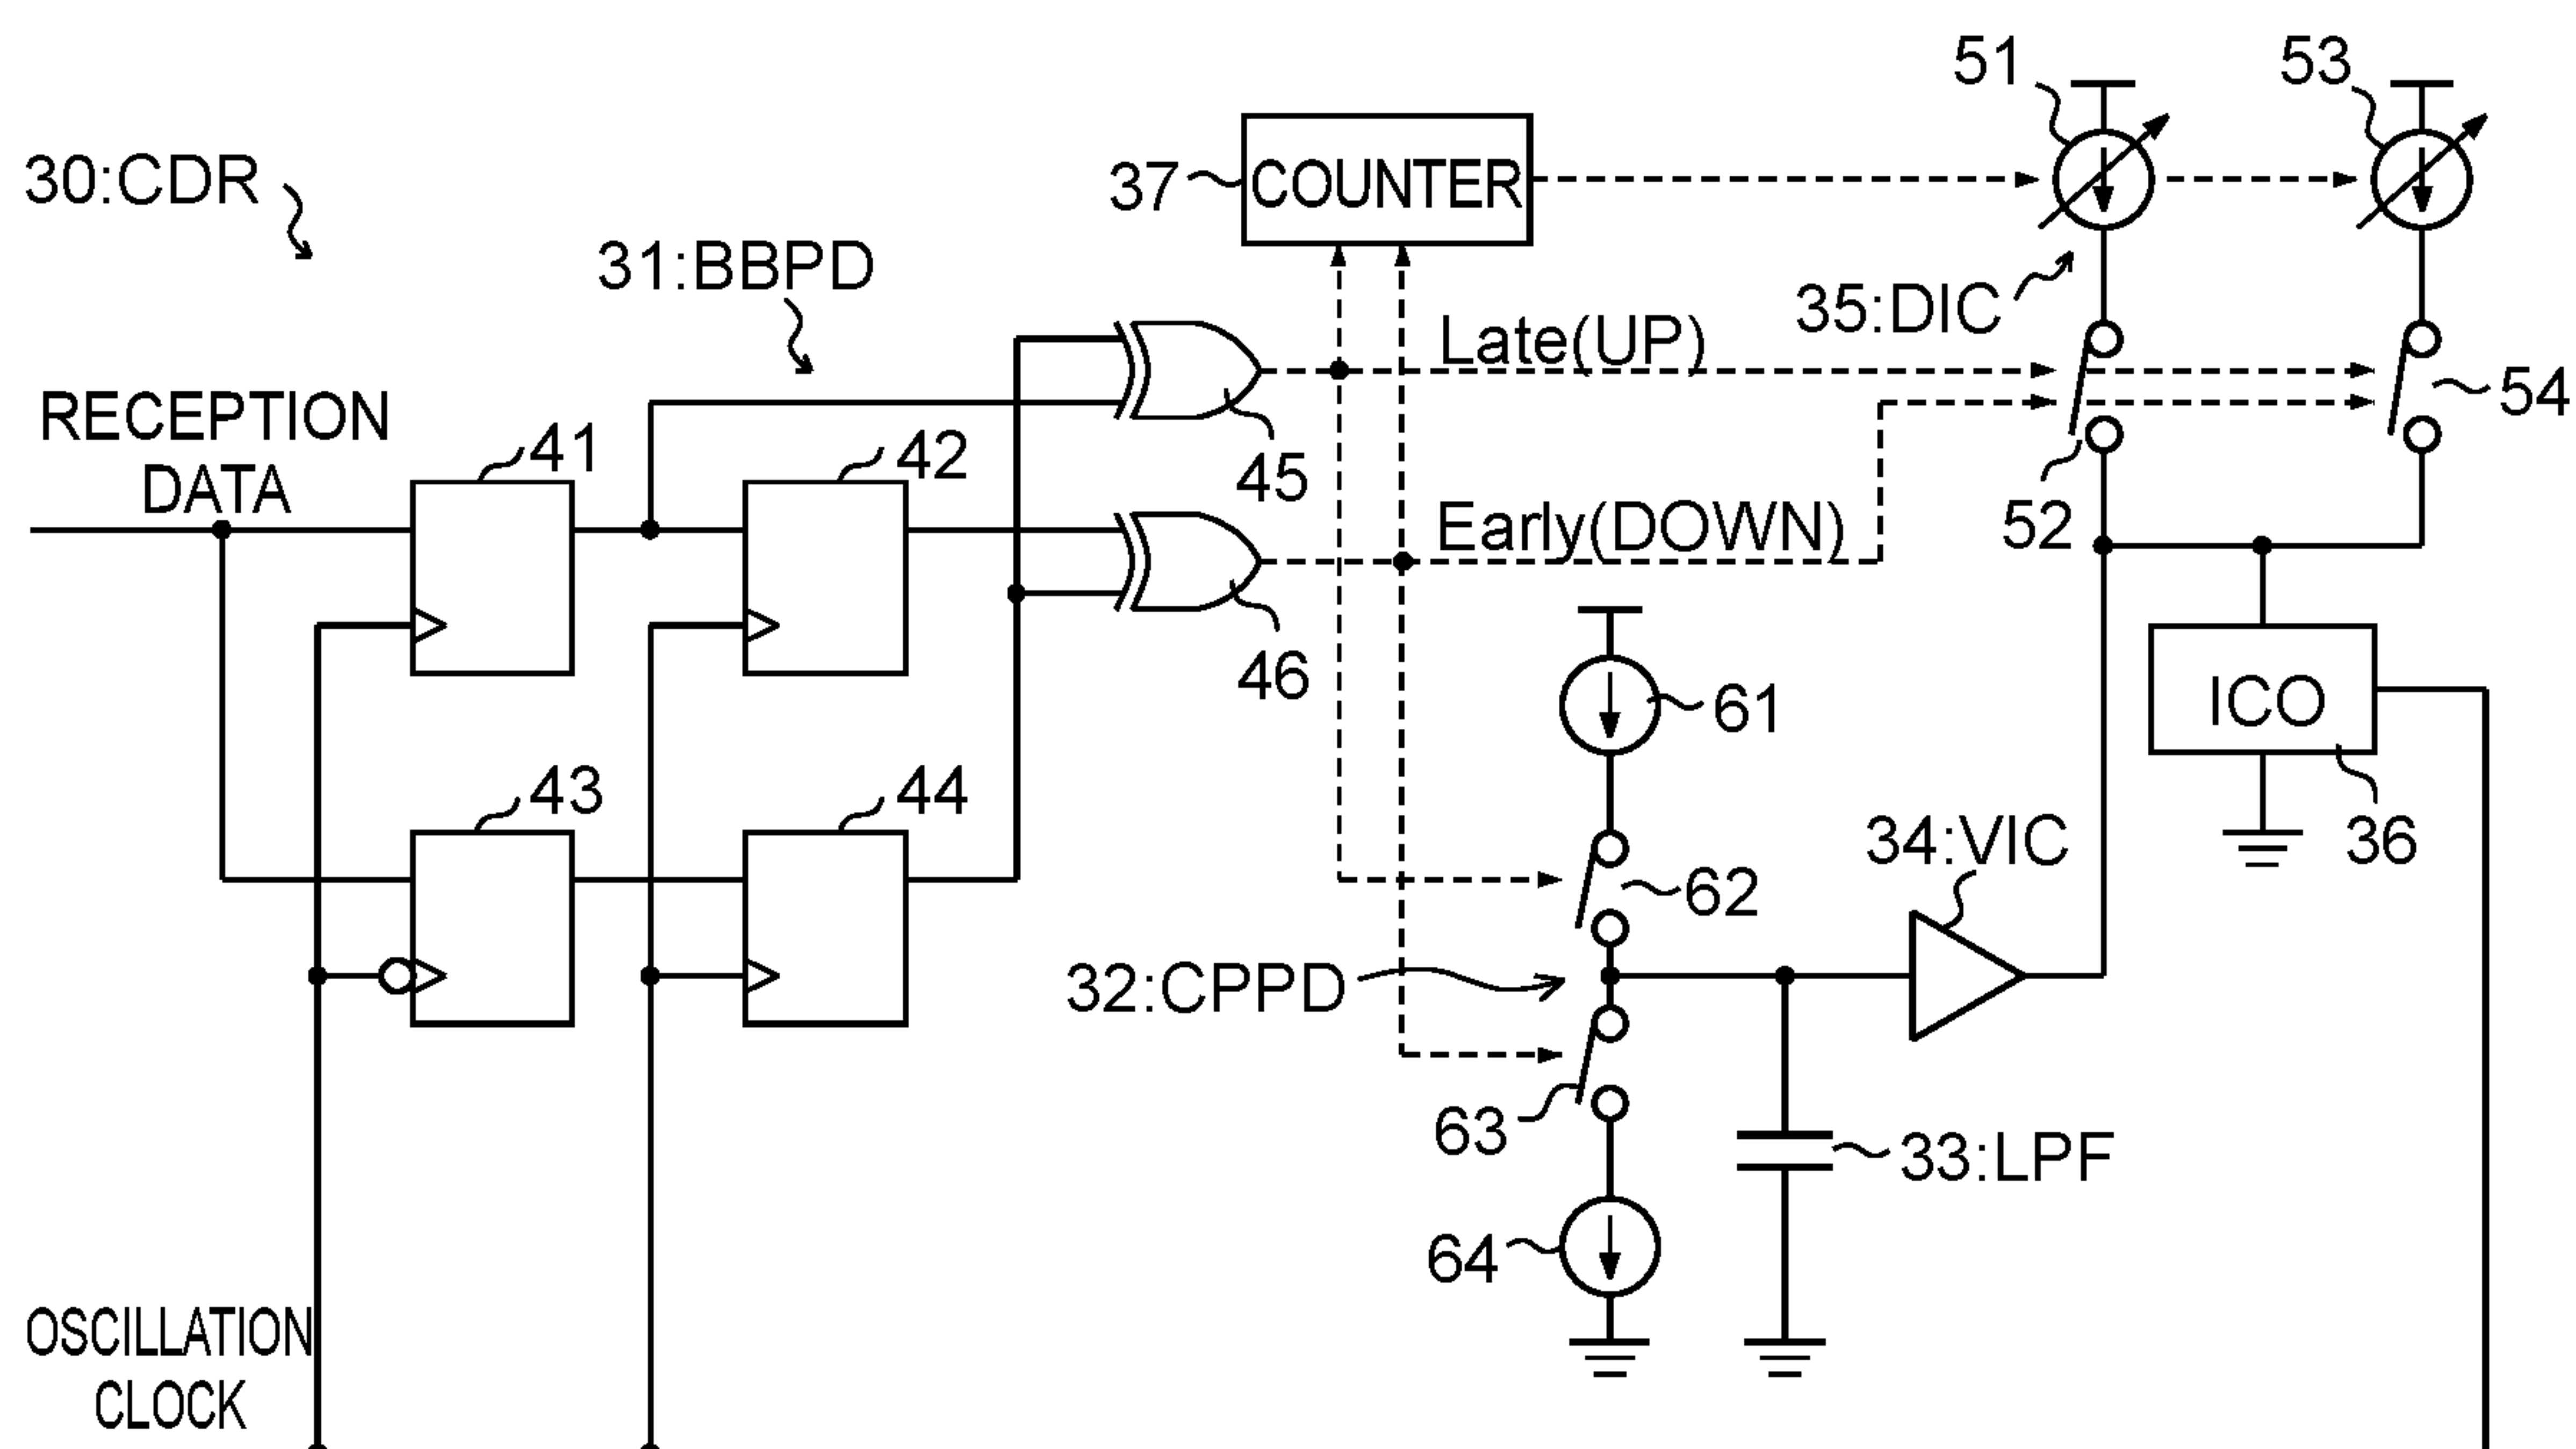 51
53
30:CDR
37
COUNTER
31:BBPD
35:DIC
Late(UP)
54
RECEPTION
DATA
41
42
45
Early(DOWN)
52
46
61
ICO
43
44
62
34:VIC
36
32:CPPD
63
33:LPF
64
OSCILLATION
CLOCK